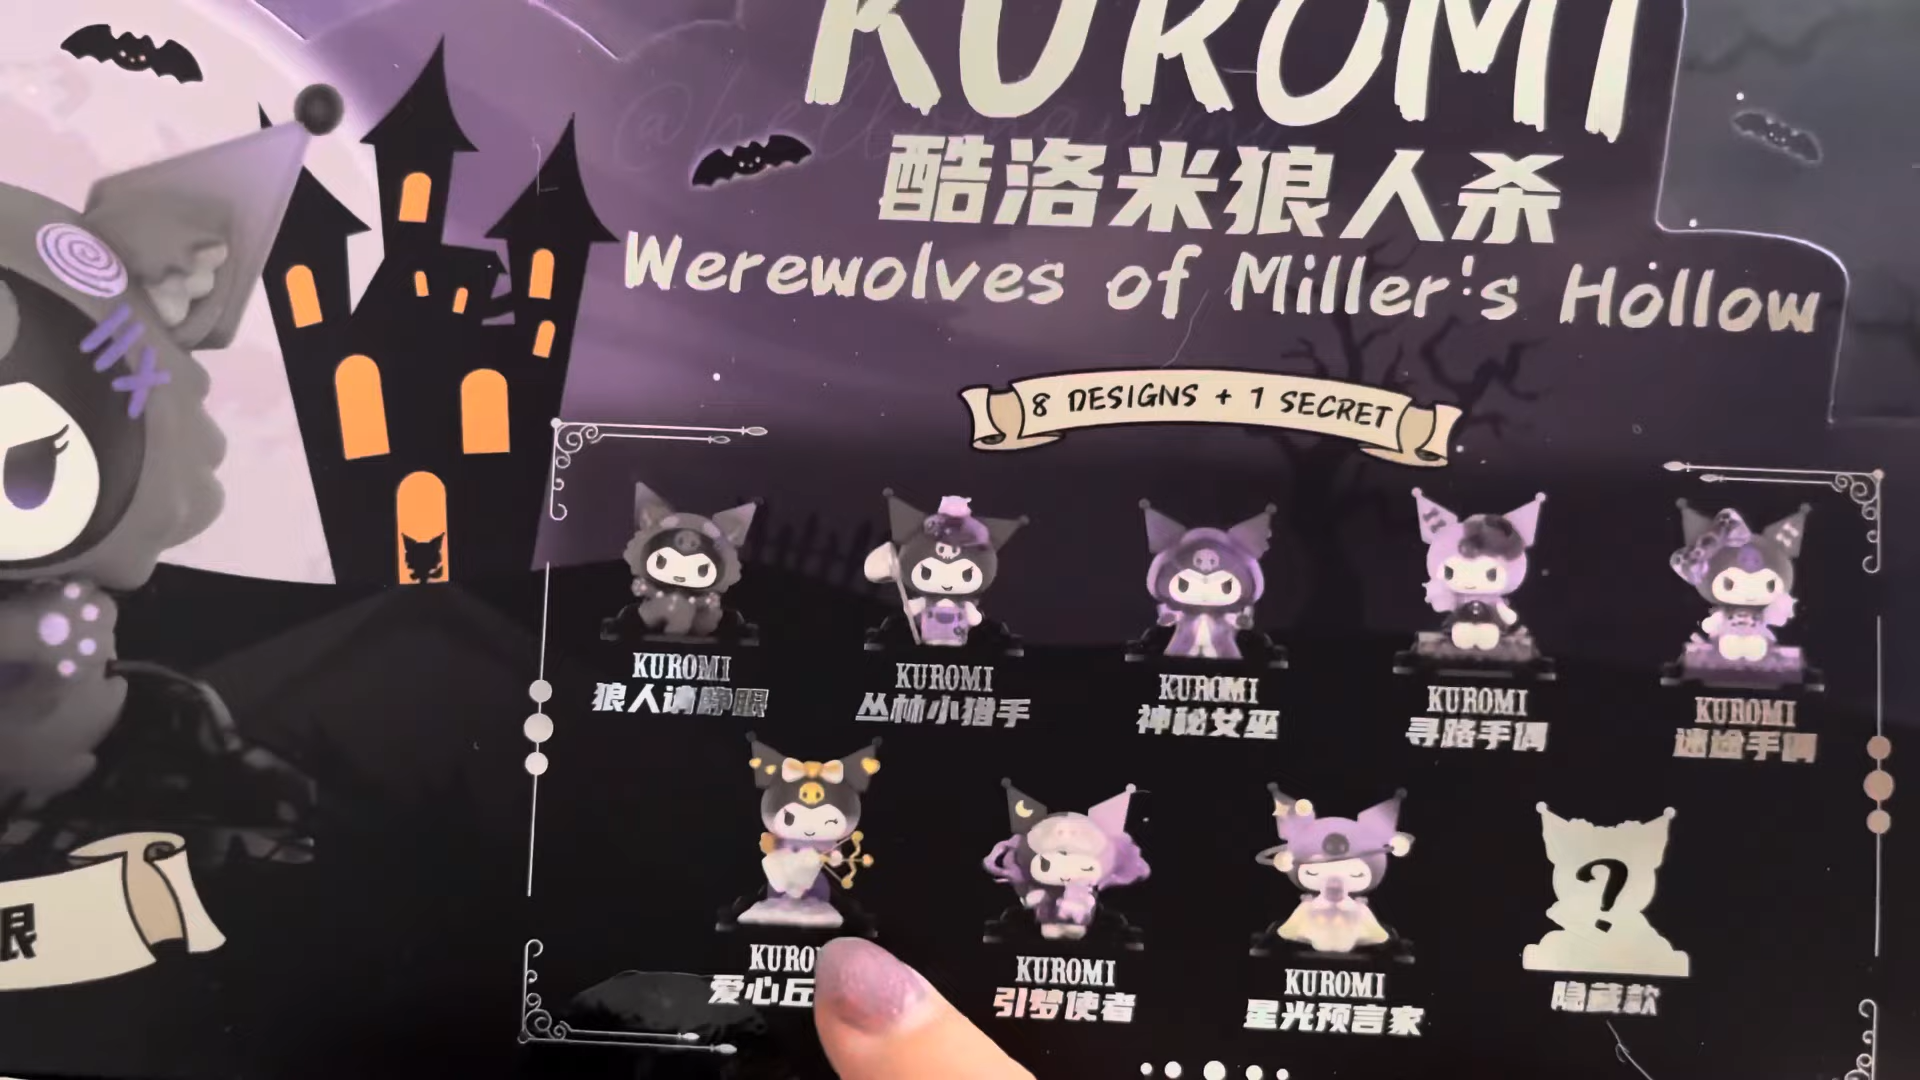 KUROMI
酷洛米狼人杀
Werewolves of Miller's Hollow
8 DESIGNS + 1 SECRET
KUROMI
狼人请睁眼
KUROMI
丛林小猎手
KUROMI
神秘女巫
KUROMI
寻路手偶
KUROMI
迷途手偶
KURO
爱心丘
KUROMI
引梦使者
KUROMI
星光预言家
隐藏款
眼